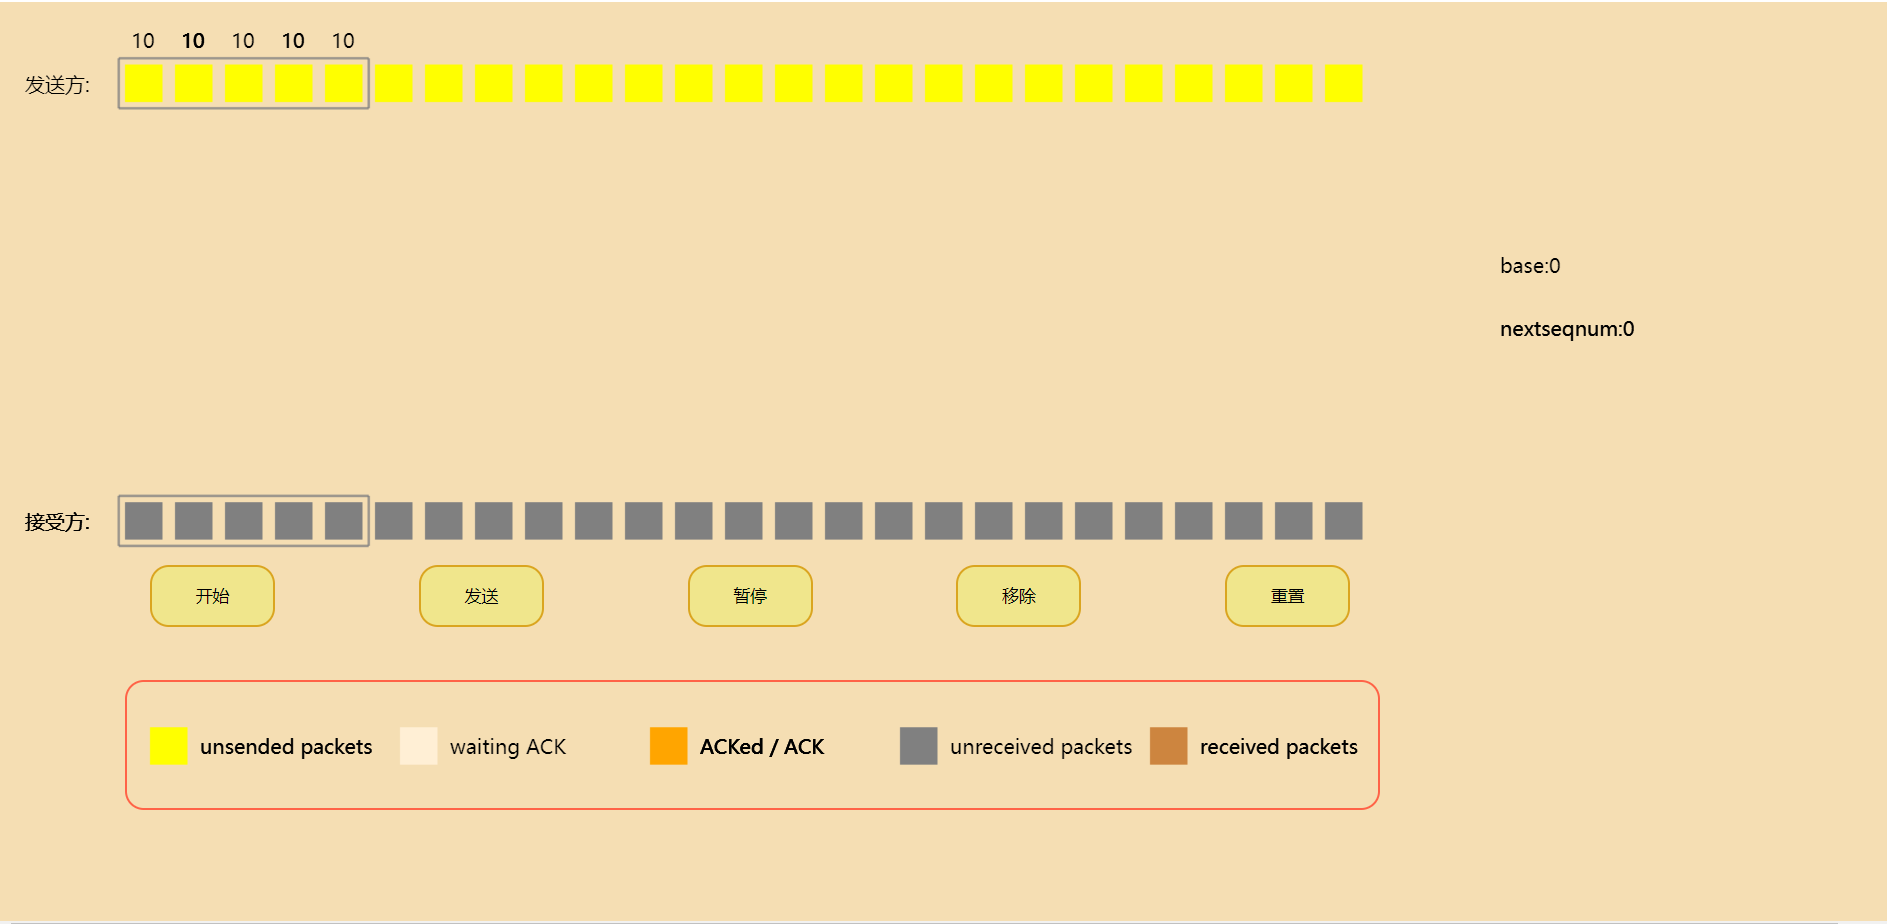 10 10 10 10 10
发送方:
base:0
nextseqnum:0
接受方:
开始 发送 暂停 移除 重置
unsended packets waiting ACK ACKed / ACK unreceived packets received packets